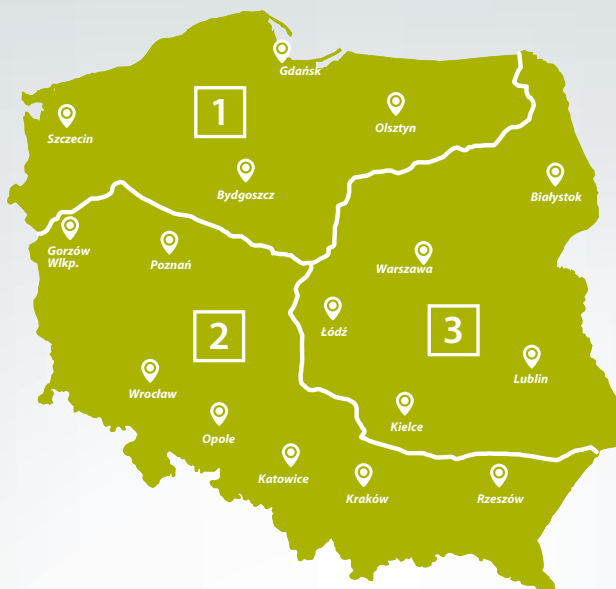 Gdańsk
1
Olsztyn
Szczecin
Bydgoszcz
Białystok
Gorzów
Wlkp.
Poznań
Warszawa
Łódź
2
3
Lublin
Wrocław
Kielce
Opole
Katowice
Kraków
Rzeszów